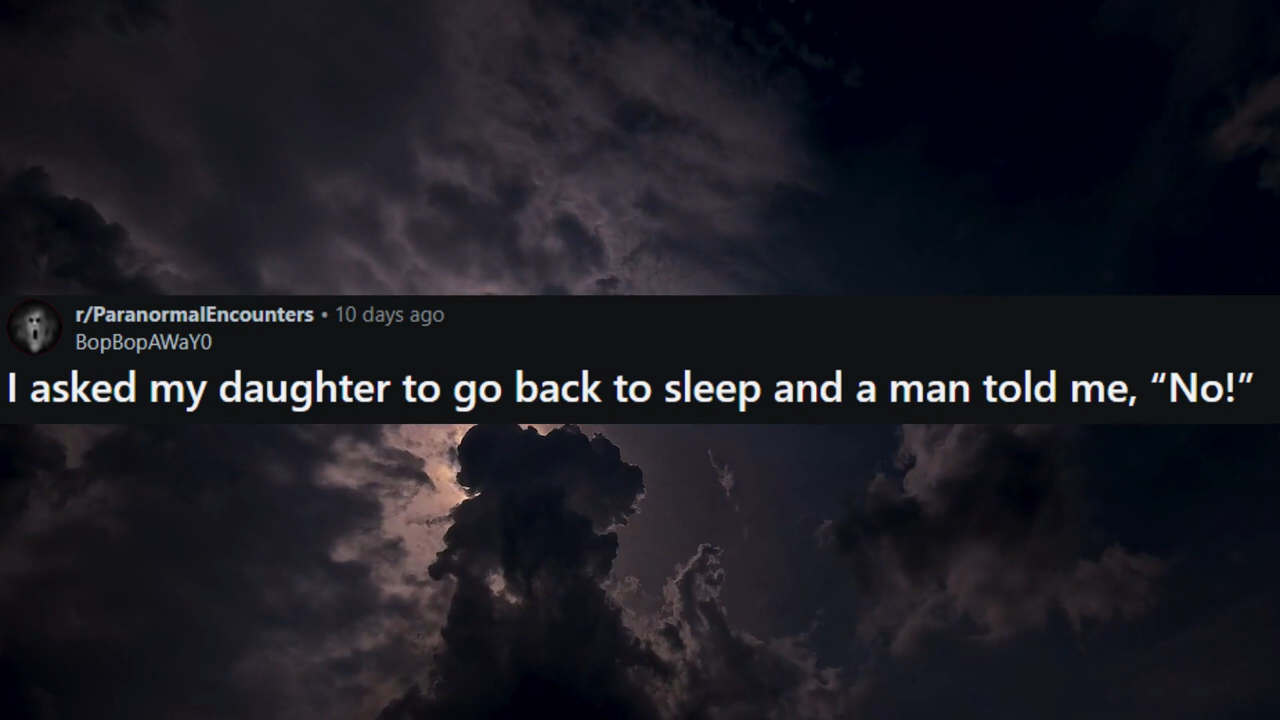 r/ParanormalEncounters • 10 days ago
BopBopAWaY0
I asked my daughter to go back to sleep and a man told me, “No!”